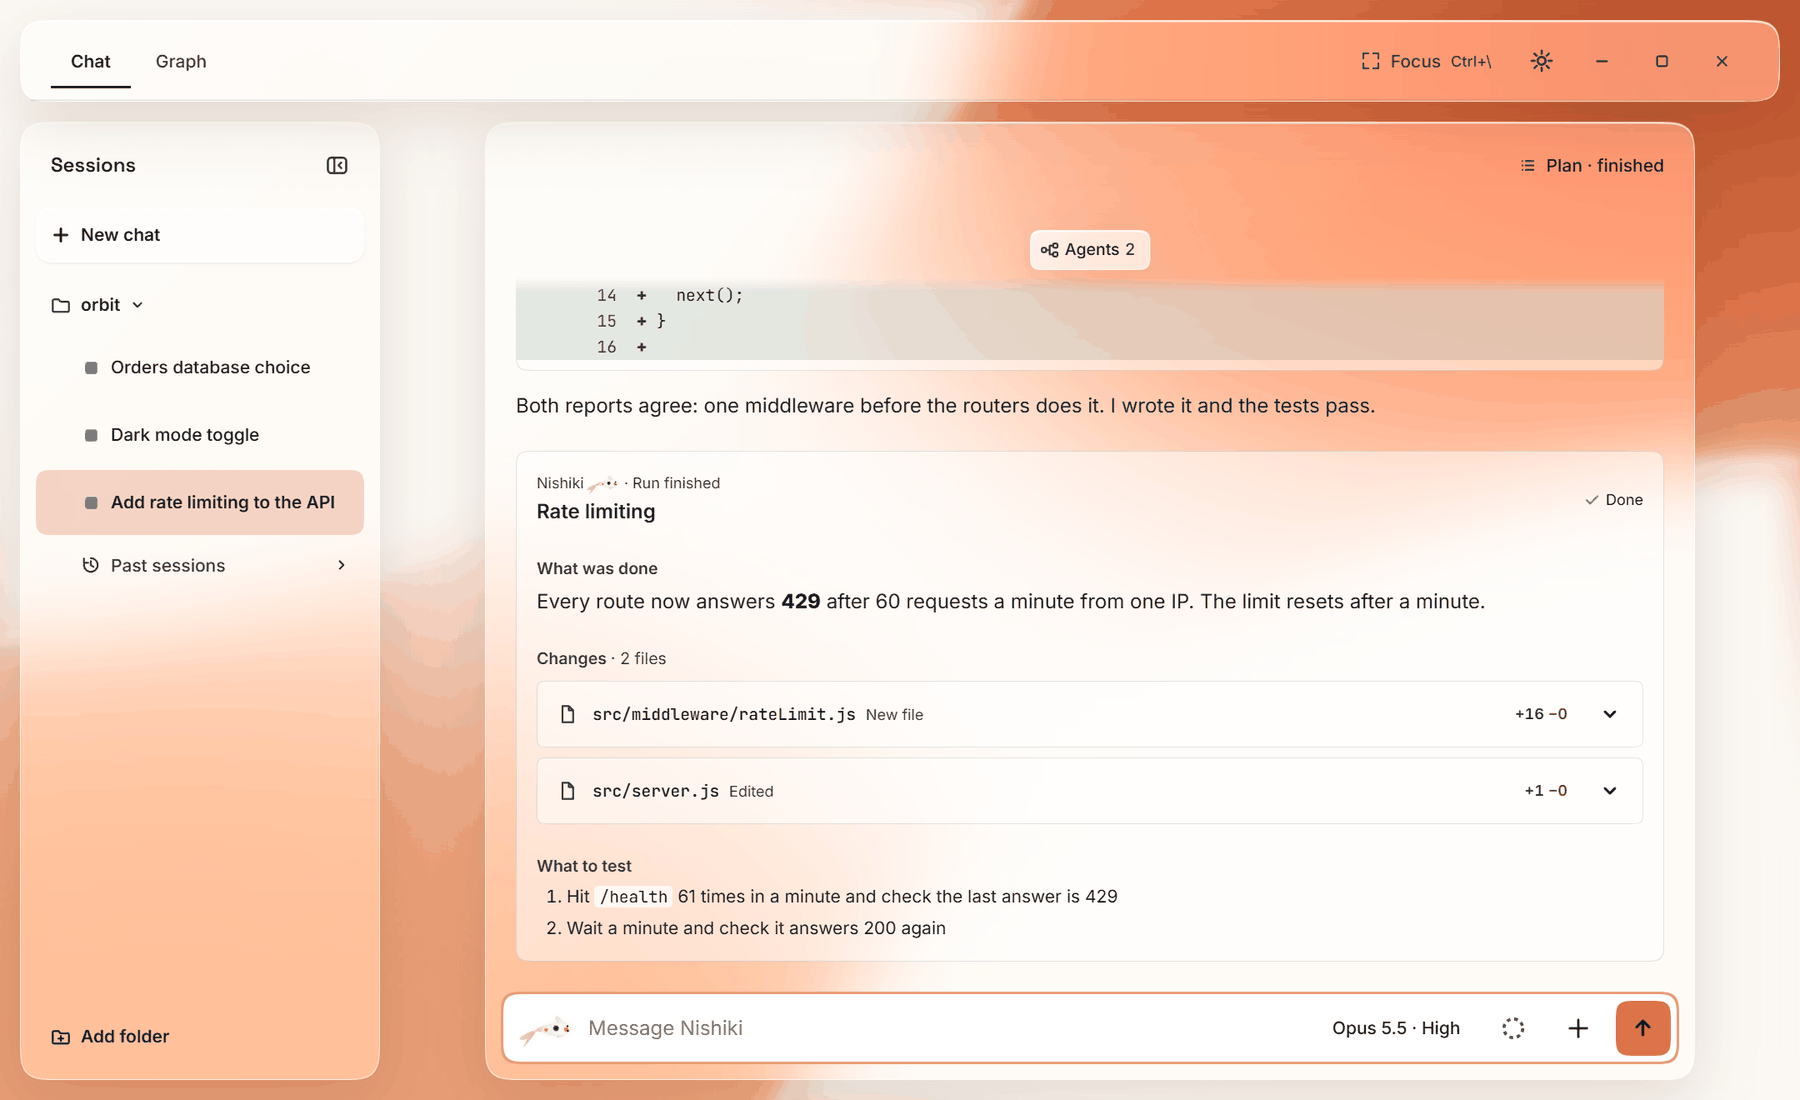 Chat
Graph
Focus Ctrl+\
Sessions
New chat
orbit
Orders database choice
Dark mode toggle
Add rate limiting to the API
Past sessions
Add folder
Plan · finished
Agents 2
14 + next();
15 + }
16 +
Both reports agree: one middleware before the routers does it. I wrote it and the tests pass.
Nishiki · Run finished
Rate limiting
Done
What was done
Every route now answers 429 after 60 requests a minute from one IP. The limit resets after a minute.
Changes · 2 files
src/middleware/rateLimit.js New file +16 −0
src/server.js Edited +1 −0
What to test
1. Hit /health 61 times in a minute and check the last answer is 429
2. Wait a minute and check it answers 200 again
Message Nishiki
Opus 5.5 · High